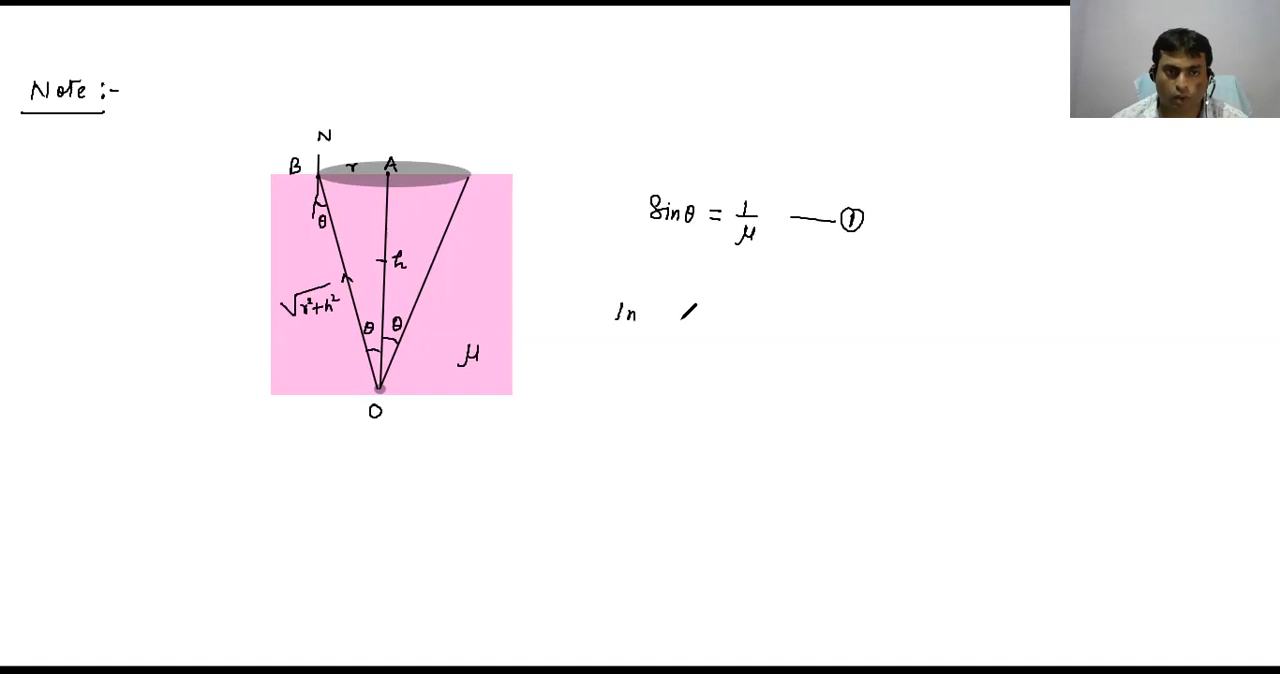 Note :-
N
B r A
θ
h
√r²+h²
θ θ
μ
O
Sinθ = 1/μ —— ①
In